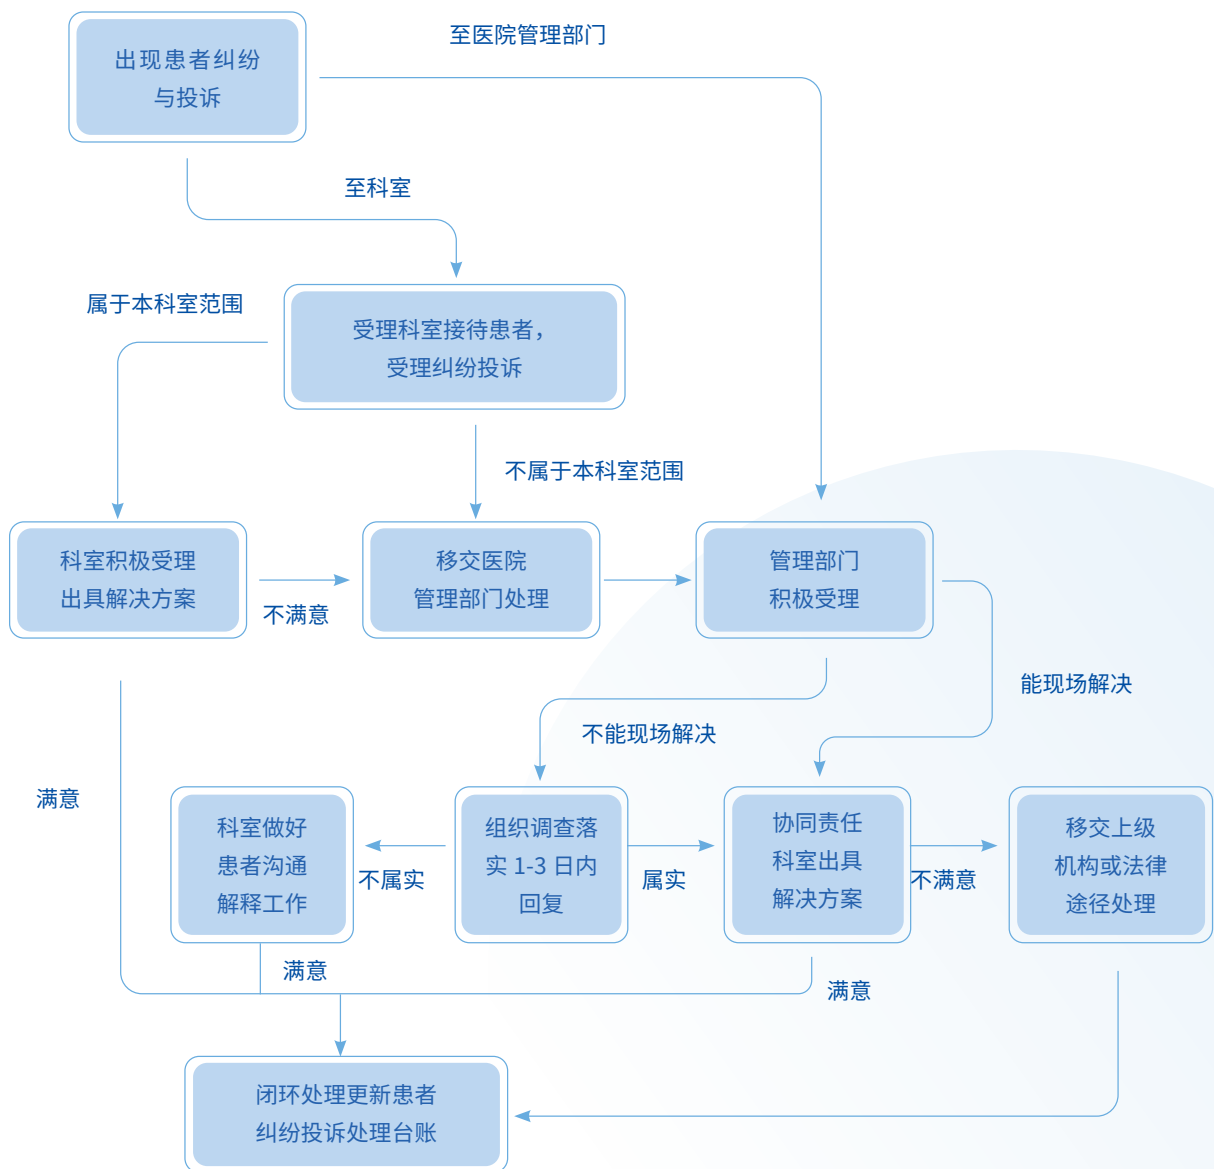 至医院管理部门
出现患者纠纷
与投诉
至科室
属于本科室范围
受理科室接待患者，
受理纠纷投诉
不属于本科室范围
科室积极受理
出具解决方案
不满意
移交医院
管理部门处理
管理部门
积极受理
能现场解决
不能现场解决
满意
科室做好
患者沟通
解释工作
不属实
组织调查落
实 1-3 日内
回复
属实
协同责任
科室出具
解决方案
不满意
移交上级
机构或法律
途径处理
满意
满意
闭环处理更新患者
纠纷投诉处理台账